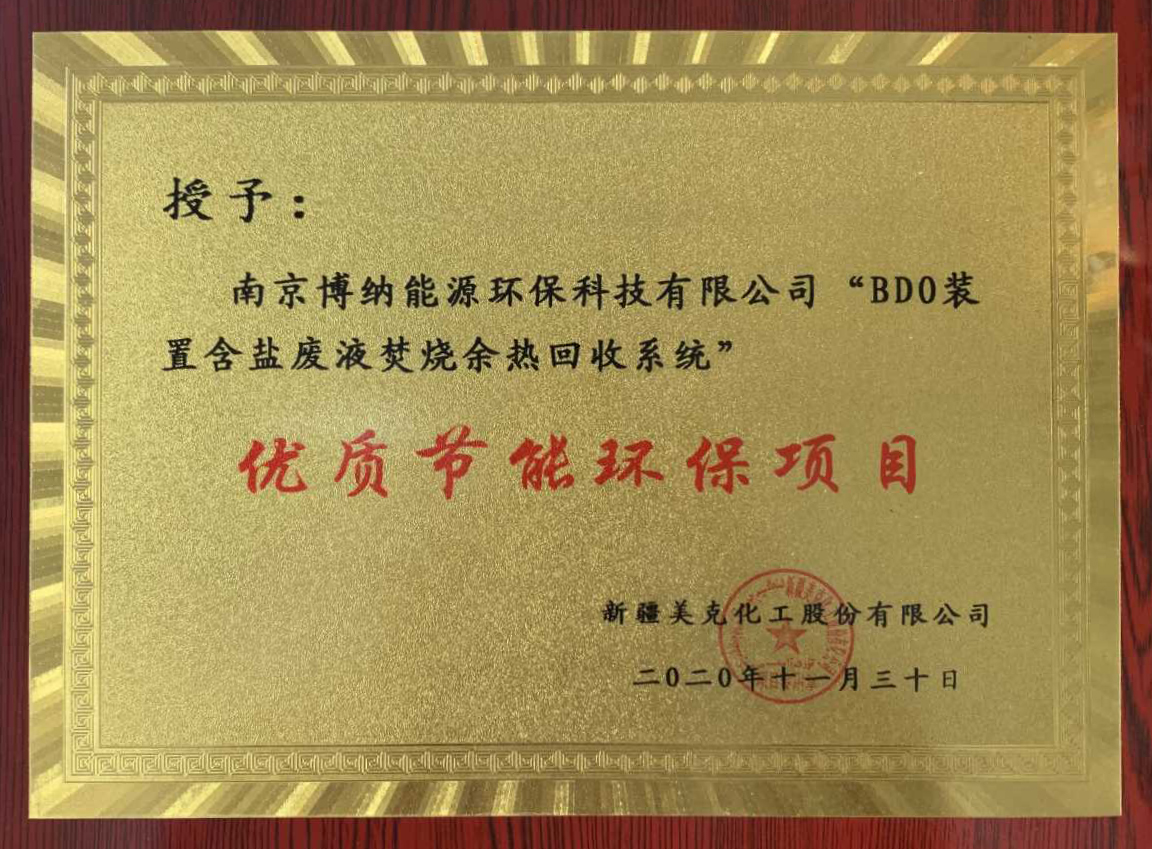 授予：
南京博纳能源环保科技有限公司“BDO装
置含盐废液焚烧余热回收系统”
优质节能环保项目
新疆美克化工股份有限公司
二0二0年十一月三十日